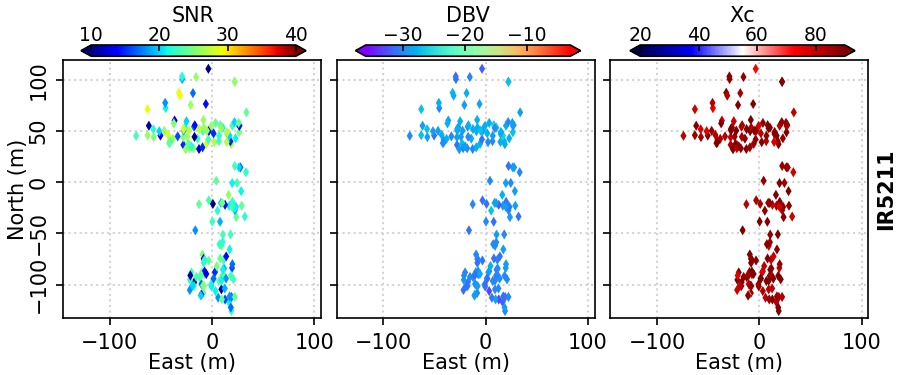 SNR DBV Xc
10 20 30 40 −30 −20 −10 20 40 60 80
100
50
0
−50
−100
North (m)
−100 0 100 −100 0 100 −100 0 100
East (m) East (m) East (m)
IR5211